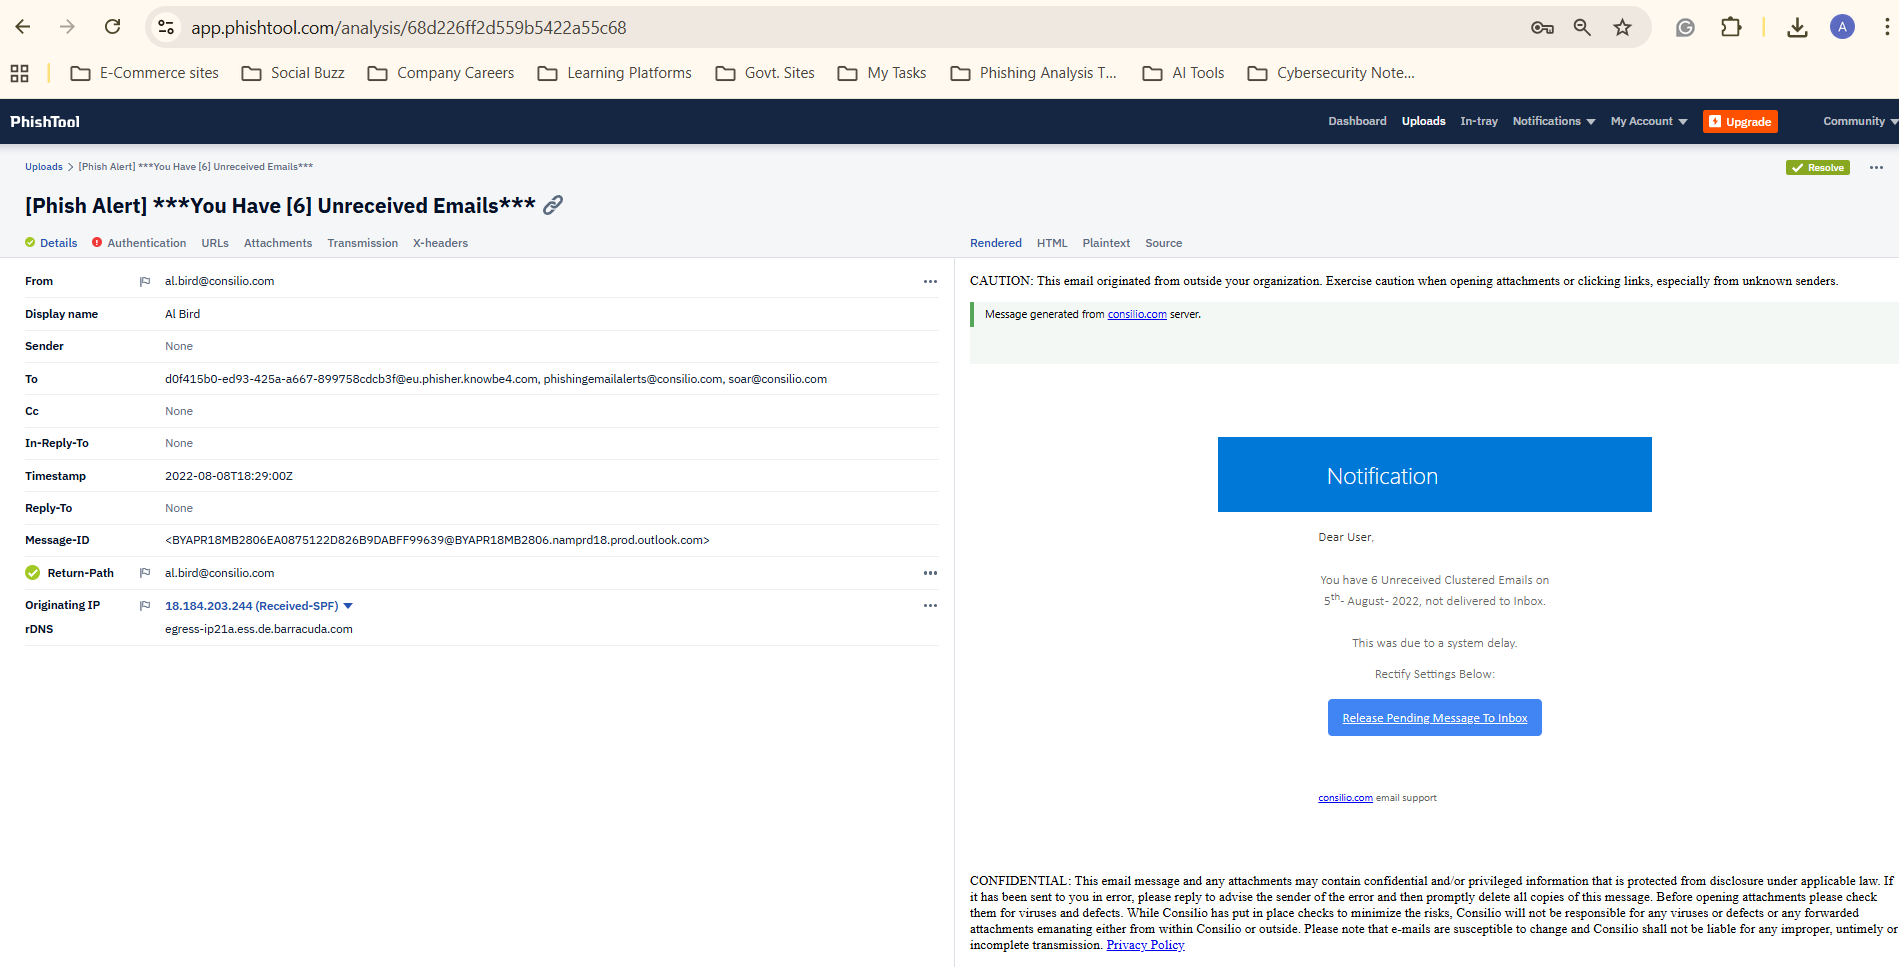 app.phishtool.com/analysis/68d226ff2d559b5422a55c68
A
E-Commerce sites Social Buzz Company Careers Learning Platforms Govt. Sites My Tasks Phishing Analysis T... AI Tools Cybersecurity Note...
PhishTool
Dashboard Uploads In-tray Notifications My Account Upgrade Community
Uploads > [Phish Alert] ***You Have [6] Unreceived Emails***
Resolve
[Phish Alert] ***You Have [6] Unreceived Emails***
Details Authentication URLs Attachments Transmission X-headers
From al.bird@consilio.com
Display name Al Bird
Sender None
To d0f415b0-ed93-425a-a667-899758cdcb3f@eu.phisher.knowbe4.com, phishingemailalerts@consilio.com, soar@consilio.com
Cc None
In-Reply-To None
Timestamp 2022-08-08T18:29:00Z
Reply-To None
Message-ID <BYAPR18MB2806EA0875122D826B9DABFF99639@BYAPR18MB2806.namprd18.prod.outlook.com>
Return-Path al.bird@consilio.com
Originating IP 18.184.203.244 (Received-SPF)
rDNS egress-ip21a.ess.de.barracuda.com
Rendered HTML Plaintext Source
CAUTION: This email originated from outside your organization. Exercise caution when opening attachments or clicking links, especially from unknown senders.
Message generated from consilio.com server.
Notification
Dear User,
You have 6 Unreceived Clustered Emails on
5th- August- 2022, not delivered to Inbox.
This was due to a system delay.
Rectify Settings Below:
Release Pending Message To Inbox
consilio.com email support
CONFIDENTIAL: This email message and any attachments may contain confidential and/or privileged information that is protected from disclosure under applicable law. If
it has been sent to you in error, please reply to advise the sender of the error and then promptly delete all copies of this message. Before opening attachments please check
them for viruses and defects. While Consilio has put in place checks to minimize the risks, Consilio will not be responsible for any viruses or defects or any forwarded
attachments emanating either from within Consilio or outside. Please note that e-mails are susceptible to change and Consilio shall not be liable for any improper, untimely or
incomplete transmission. Privacy Policy